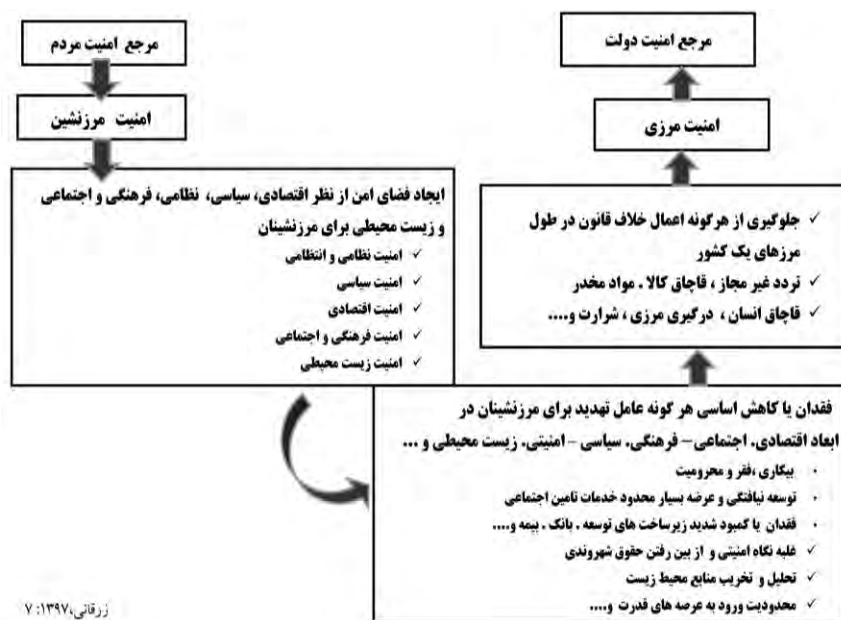 مرجع امنیت مردم
امنیت مرزنشین
ایجاد فضای امن از نظر اقتصادی، سیاسی، نظامی، فرهنگی و اجتماعی
و زیست محیطی برای مرزنشینان
✓ امنیت نظامی و انتظامی
✓ امنیت سیاسی
✓ امنیت اقتصادی
✓ امنیت فرهنگی و اجتماعی
✓ امنیت زیست محیطی
فقدان یا کاهش اساسی هر گونه عامل تهدید برای مرزنشینان در
ابعاد اقتصادی. اجتماعی – فرهنگی. سیاسی – امنیتی. زیست محیطی و ...
· بیکاری ،فقر و محرومیت
· توسعه نیافتگی و عرضه بسیار محدود خدمات تامین اجتماعی
· فقدان یا کمبود شدید زیرساخت های توسعه . بانک . بیمه و....
✓ غلبه نگاه امنیتی و از بین رفتن حقوق شهروندی
✓ تحلیل و تخریب منابع محیط زیست
✓ محدودیت ورود به عرصه های قدرت و....
✓ جلوگیری از هرگونه اعمال خلاف قانون در طول
مرزهای یک کشور
✓ تردد غیر مجاز ، قاچاق کالا . مواد مخدر
✓ قاچاق انسان ، درگیری مرزی ، شرارت و....
امنیت مرزی
مرجع امنیت دولت
زرقانی،۱۳۹۷: ۷